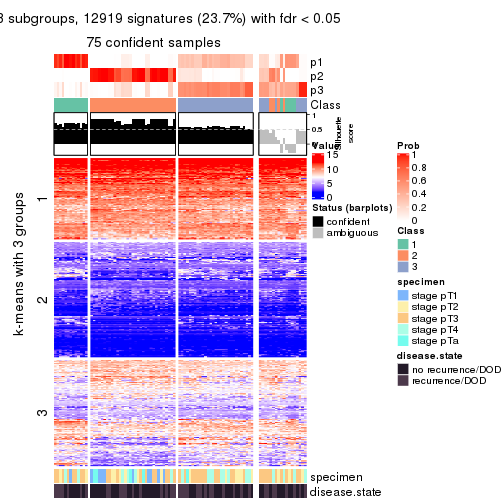 3 subgroups, 12919 signatures (23.7%) with fdr < 0.05
75 confident samples
p1
p2
p3
Class
1
0.5
0
Silhouette
score
k-means with 3 groups
1
2
3
specimen
disease.state
Value
15
10
5
0
Status (barplots)
confident
ambiguous
Prob
1
0.8
0.6
0.4
0.2
0
Class
1
2
3
specimen
stage pT1
stage pT2
stage pT3
stage pT4
stage pTa
disease.state
no recurrence/DOD
recurrence/DOD